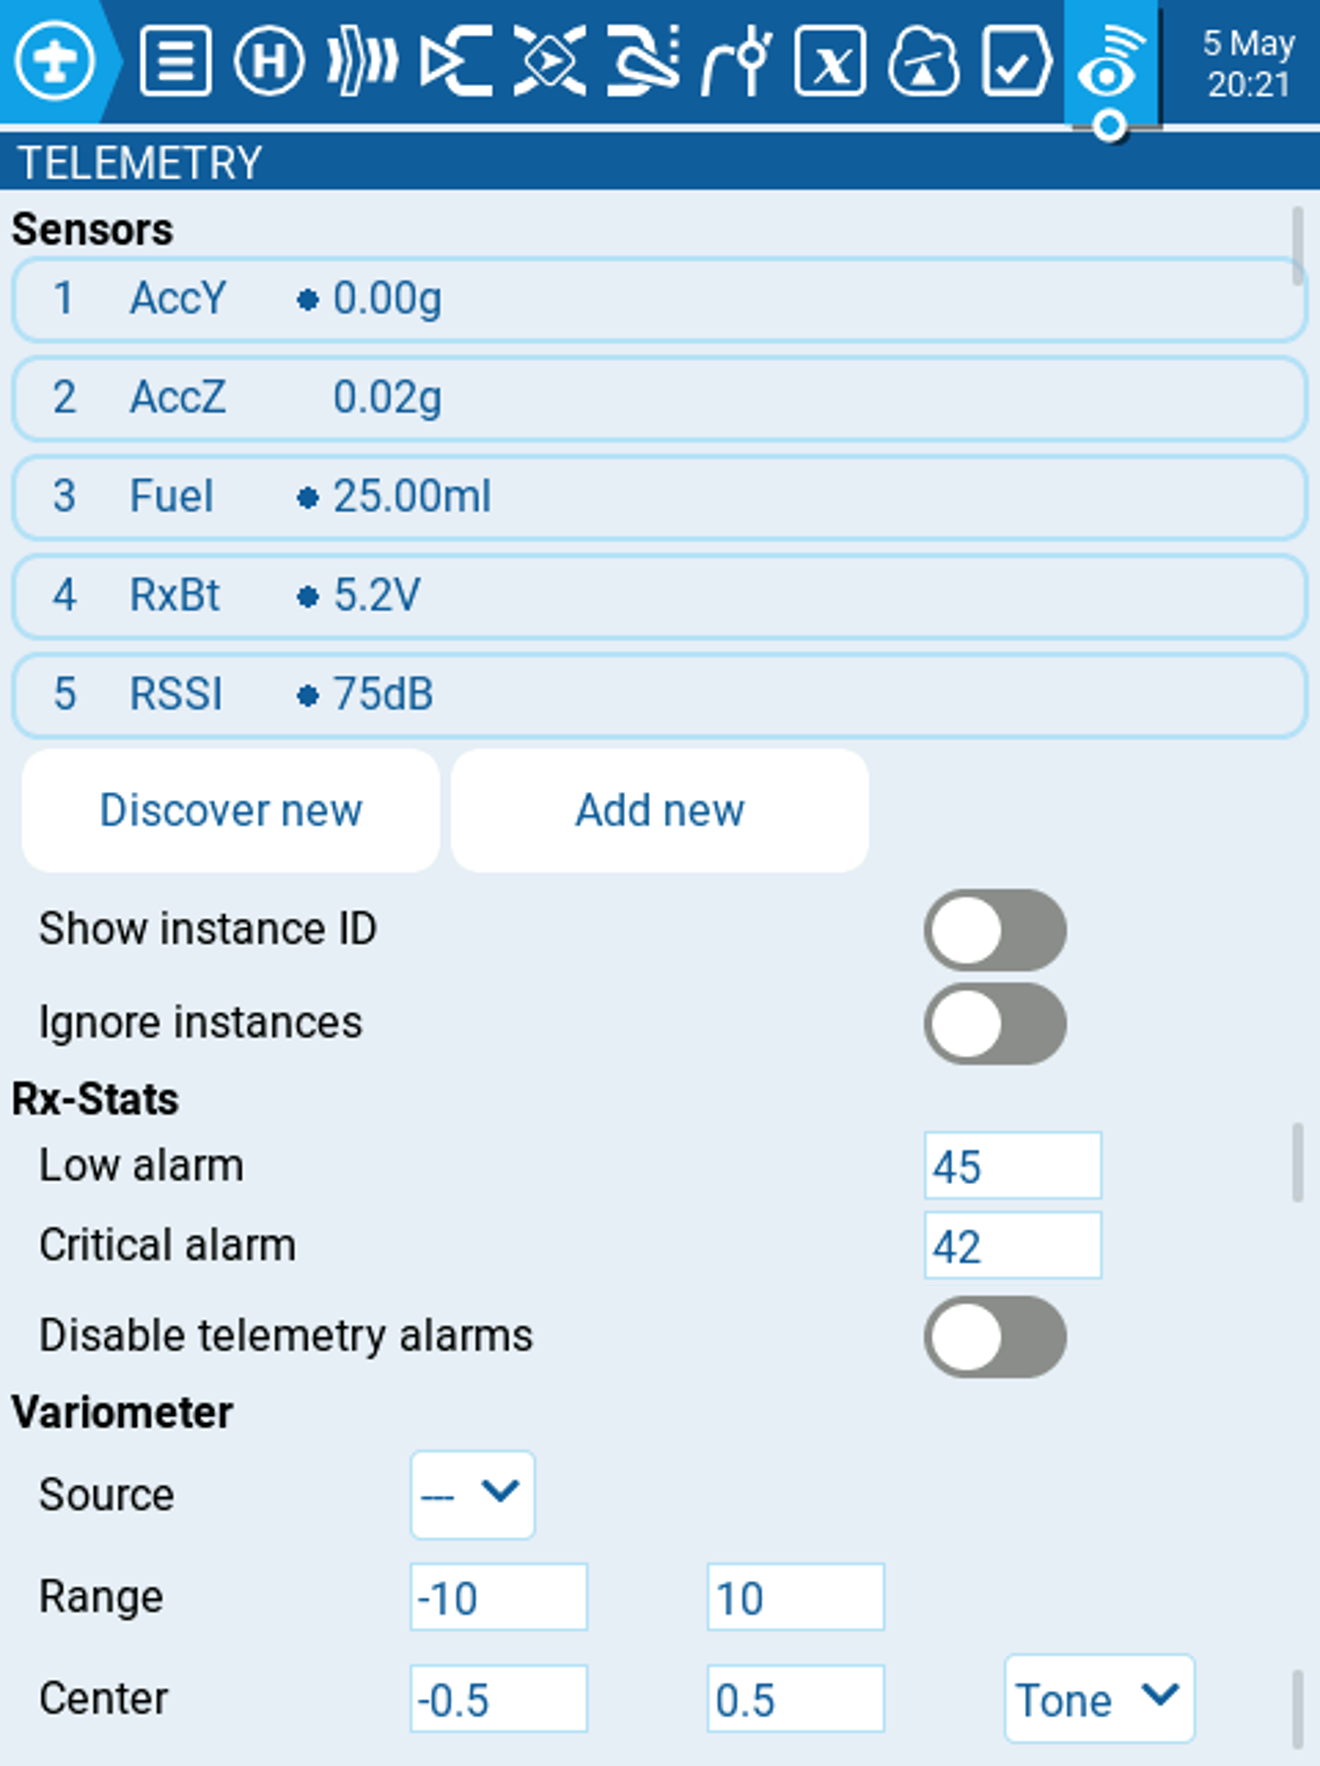 5 May
20:21
TELEMETRY
Sensors
1 AccY 0.00g
2 AccZ 0.02g
3 Fuel 25.00ml
4 RxBt 5.2V
5 RSSI 75dB
Discover new Add new
Show instance ID
Ignore instances
Rx-Stats
Low alarm 45
Critical alarm 42
Disable telemetry alarms
Variometer
Source ---
Range -10 10
Center -0.5 0.5 Tone